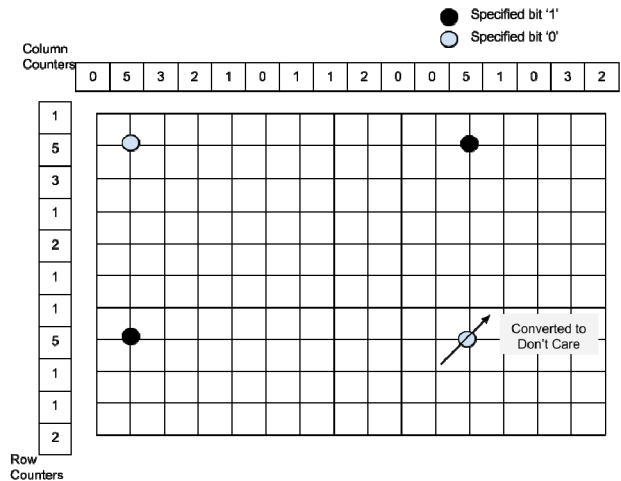 Specified bit '1'
Specified bit '0'
Column
Counters
0 5 3 2 1 0 1 1 2 0 0 5 1 0 3 2
1
5
3
1
2
1
1
5
1
1
2
Converted to
Don't Care
Row
Counters